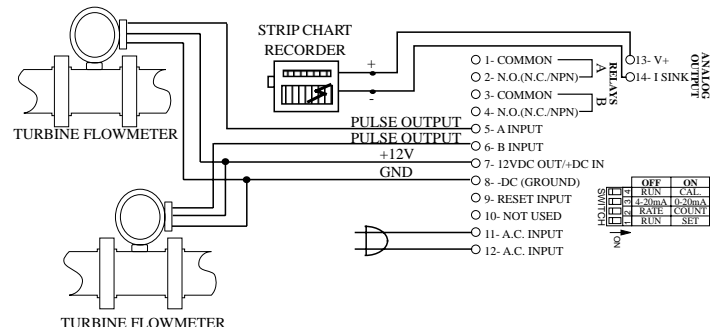 STRIP CHART
RECORDER
+
-
TURBINE FLOWMETER
PULSE OUTPUT
PULSE OUTPUT
+12V
GND
TURBINE FLOWMETER
1- COMMON
2- N.O.(N.C./NPN)
3- COMMON
4- N.O.(N.C./NPN)
5- A INPUT
6- B INPUT
7- 12VDC OUT/+DC IN
8- -DC (GROUND)
9- RESET INPUT
10- NOT USED
11- A.C. INPUT
12- A.C. INPUT
A
B
RELAYS
13- V+
14- I SINK
ANALOG
OUTPUT
SWITCH
1 2 3 4
ON
OFF ON
RUN CAL.
4-20mA 0-20mA
RATE COUNT
RUN SET